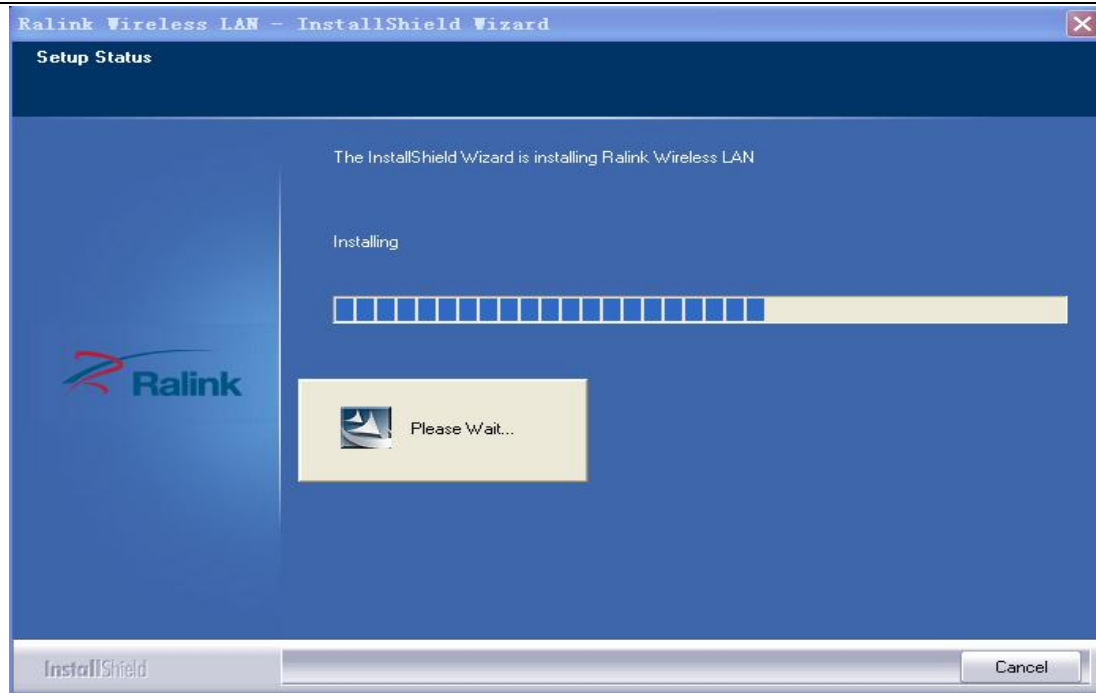 Ralink Wireless LAN - InstallShield Wizard
Setup Status
The InstallShield Wizard is installing Ralink Wireless LAN
Installing
Ralink
Please Wait...
InstallShield
Cancel